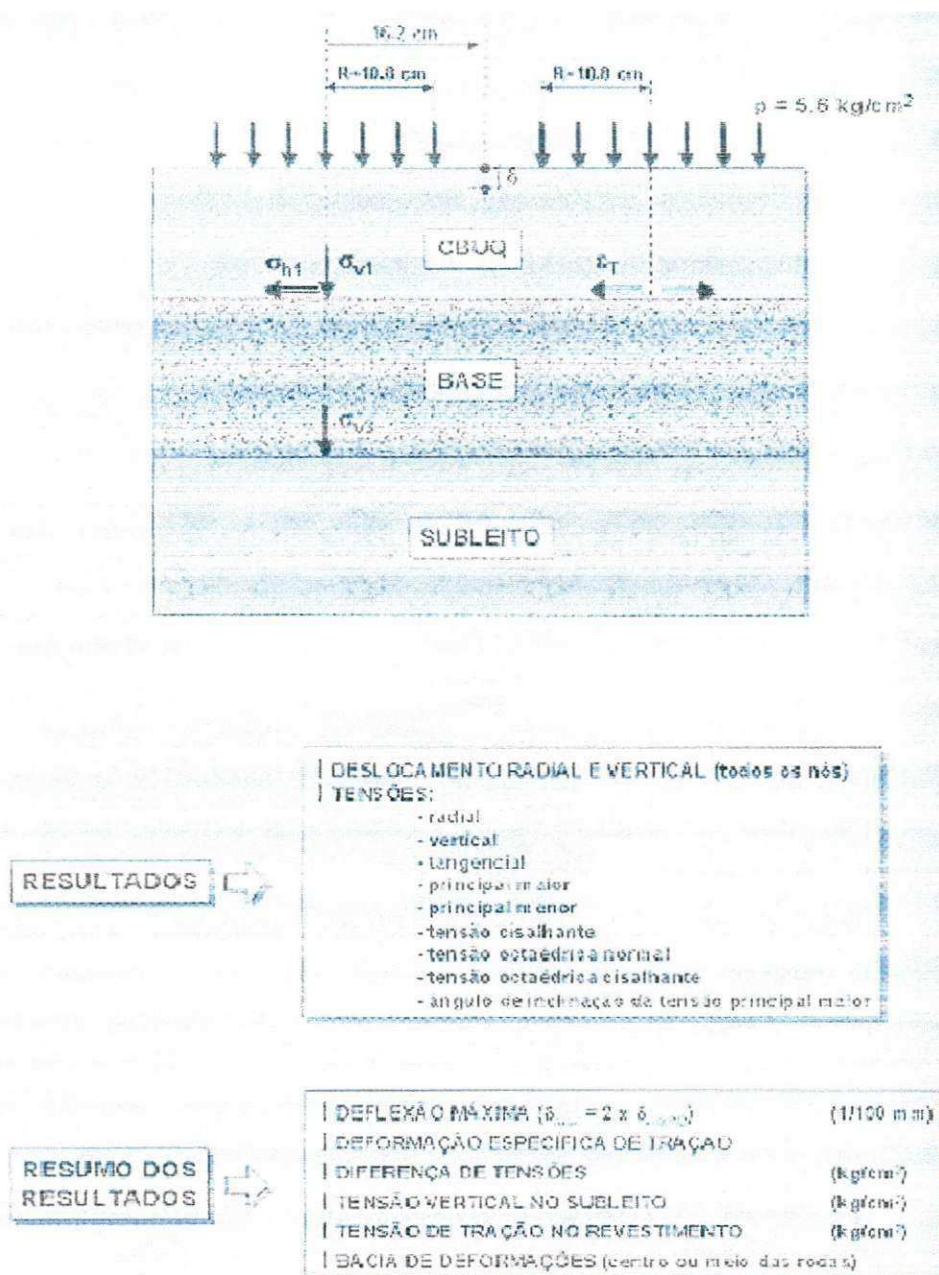 16.2 cm
R=10.8 cm
R=10.8 cm
p = 5.6 kg/cm²
δ
CBUQ
σh1
σv1
εT
BASE
σv3
SUBLEITO
DESLOCAMENTO RADIAL E VERTICAL (todos os nós)
TENSÕES:
- radial
- vertical
- tangencial
- principal maior
- principal menor
- tensão cisalhante
- tensão octaédrica normal
- tensão octaédrica cisalhante
- ângulo de inclinação da tensão principal maior
RESULTADOS
DEFLEXÃO MÁXIMA (δ = 2 x δ) (1/100 mm)
DEFORMAÇÃO ESPECÍFICA DE TRAÇÃO
DIFERENÇA DE TENSÕES (kgf/cm²)
TENSÃO VERTICAL NO SUBLEITO (kgf/cm²)
TENSÃO DE TRAÇÃO NO REVESTIMENTO (kgf/cm²)
BACIA DE DEFORMAÇÕES (centro ou meio das rodas)
RESUMO DOS
RESULTADOS